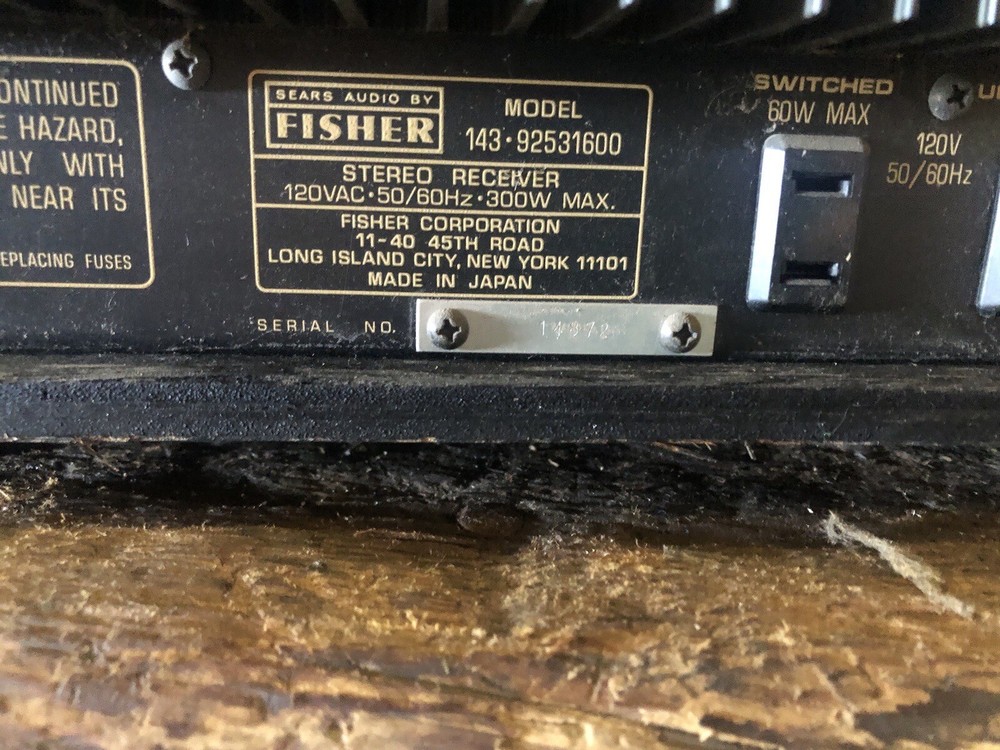 ONTINUED
E HAZARD,
NLY WITH
NEAR ITS
EPLACING FUSES
SEARS AUDIO BY
FISHER
MODEL
143·92531600
STEREO RECEIVER
120VAC·50/60Hz·300W MAX.
FISHER CORPORATION
11-40 45TH ROAD
LONG ISLAND CITY, NEW YORK 11101
MADE IN JAPAN
SERIAL NO.
SWITCHED
60W MAX
120V
50/60Hz